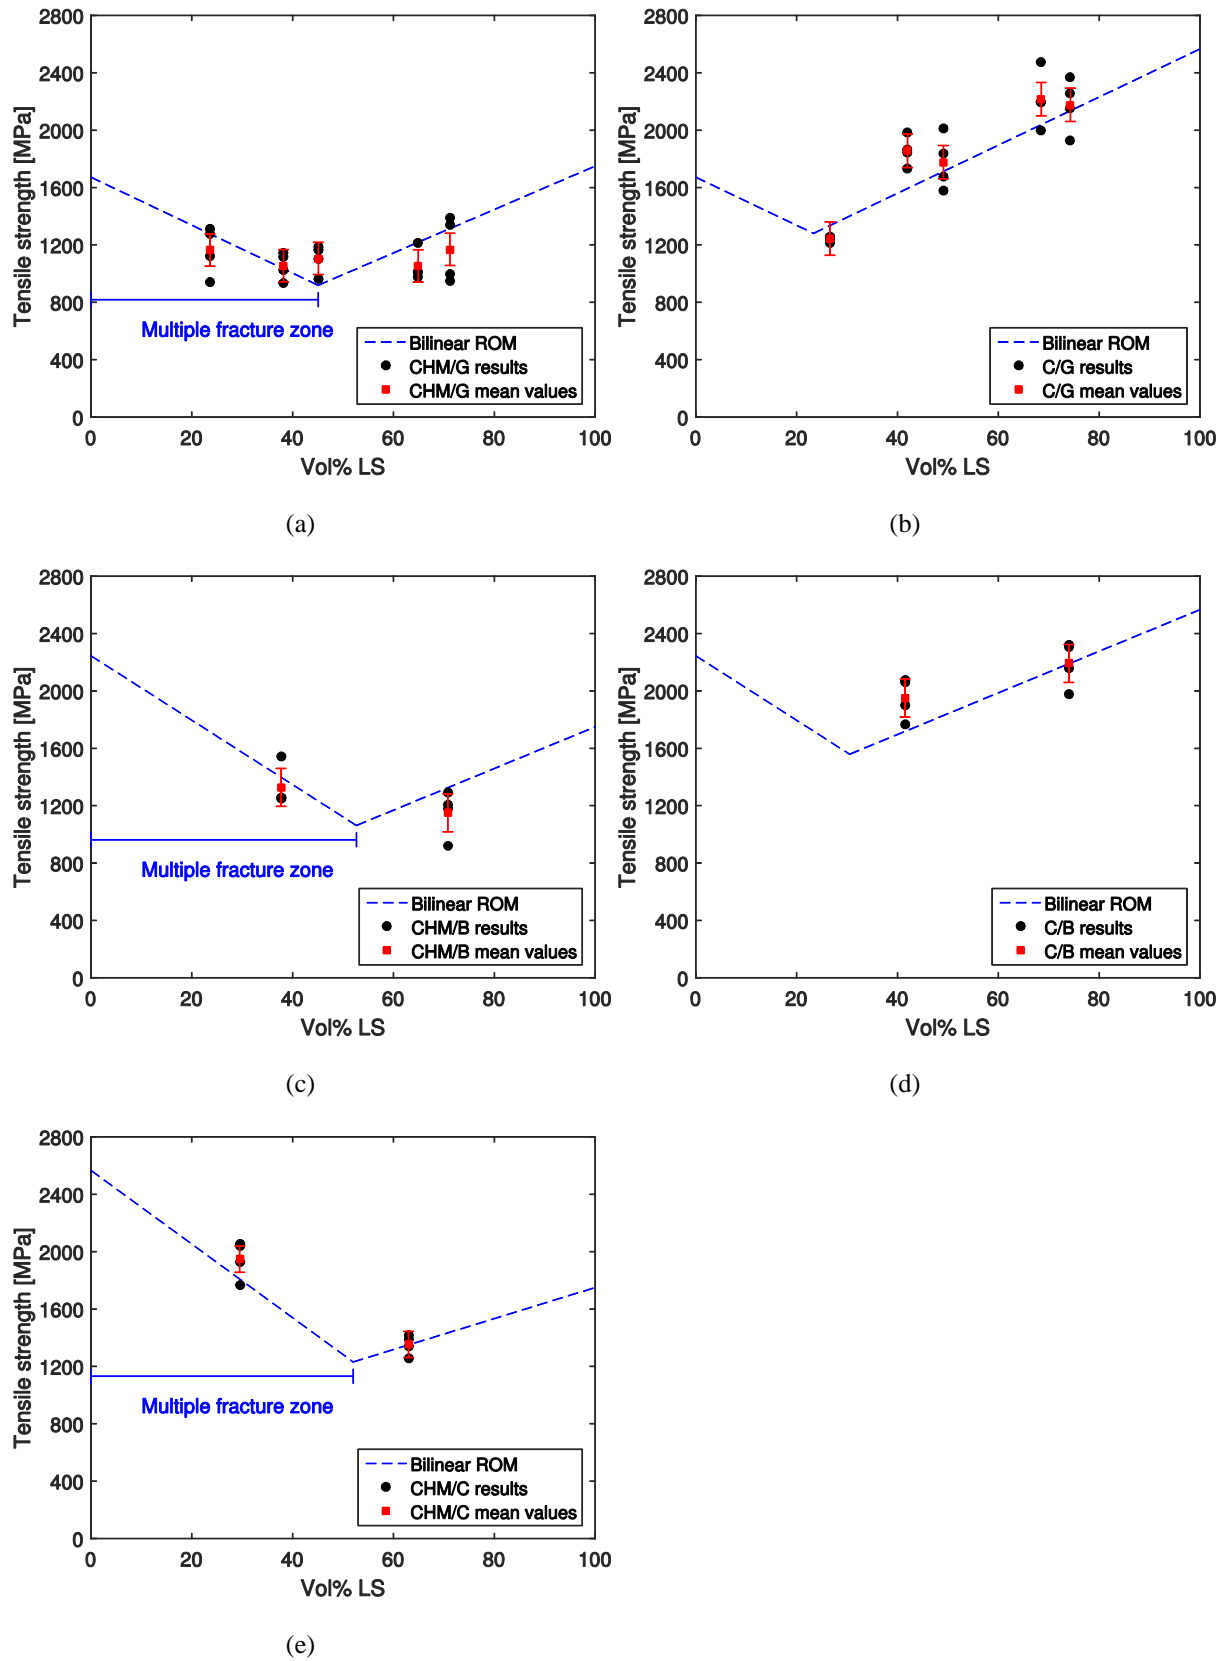 2800
2400
2000
1600
1200
800
400
0
Tensile strength [MPa]
Multiple fracture zone
Bilinear ROM
CHM/G results
CHM/G mean values
0 20 40 60 80 100
Vol% LS
(a)
2800
2400
2000
1600
1200
800
400
0
Tensile strength [MPa]
Bilinear ROM
C/G results
C/G mean values
0 20 40 60 80 100
Vol% LS
(b)
2800
2400
2000
1600
1200
800
400
0
Tensile strength [MPa]
Multiple fracture zone
Bilinear ROM
CHM/B results
CHM/B mean values
0 20 40 60 80 100
Vol% LS
(c)
2800
2400
2000
1600
1200
800
400
0
Tensile strength [MPa]
Bilinear ROM
C/B results
C/B mean values
0 20 40 60 80 100
Vol% LS
(d)
2800
2400
2000
1600
1200
800
400
0
Tensile strength [MPa]
Multiple fracture zone
Bilinear ROM
CHM/C results
CHM/C mean values
0 20 40 60 80 100
Vol% LS
(e)